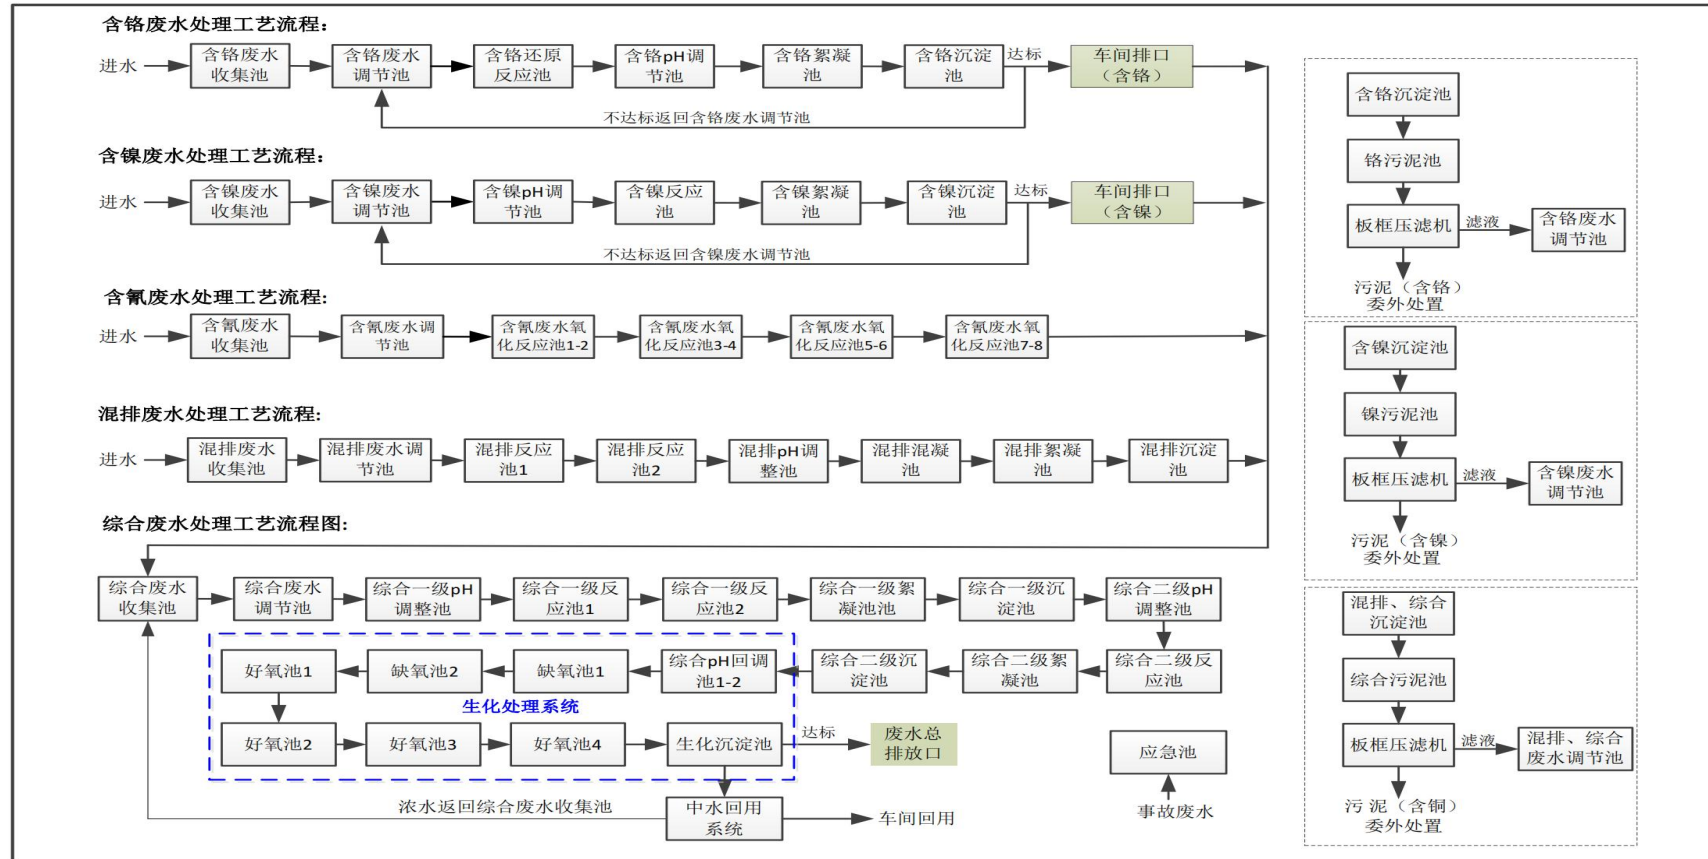 含铬废水处理工艺流程:
进水
含铬废水
收集池
含铬废水
调节池
含铬还原
反应池
含铬pH调
节池
含铬絮凝
池
含铬沉淀
池
达标
车间排口
（含铬）
不达标返回含铬废水调节池
含镍废水处理工艺流程:
进水
含镍废水
收集池
含镍废水
调节池
含镍pH调
节池
含镍反应
池
含镍絮凝
池
含镍沉淀
池
达标
车间排口
（含镍）
不达标返回含镍废水调节池
含氰废水处理工艺流程:
进水
含氰废水
收集池
含氰废水调
节池
含氰废水氧
化反应池1-2
含氰废水氧
化反应池3-4
含氰废水氧
化反应池5-6
含氰废水氧
化反应池7-8
混排废水处理工艺流程:
进水
混排废水
收集池
混排废水调
节池
混排反应
池1
混排反应
池2
混排pH调
整池
混排混凝
池
混排絮凝
池
混排沉淀
池
综合废水处理工艺流程图:
综合废水
收集池
综合废水
调节池
综合一级pH
调整池
综合一级反
应池1
综合一级反
应池2
综合一级絮
凝池池
综合一级沉
淀池
综合二级pH
调整池
好氧池1
缺氧池2
缺氧池1
综合pH回调
池1-2
综合二级沉
淀池
综合二级絮
凝池
综合二级反
应池
生化处理系统
好氧池2
好氧池3
好氧池4
生化沉淀池
达标
废水总
排放口
应急池
事故废水
浓水返回综合废水收集池
中水回用
系统
车间回用
含铬沉淀池
铬污泥池
板框压滤机
滤液
含铬废水
调节池
污泥（含铬）
委外处置
含镍沉淀池
镍污泥池
板框压滤机
滤液
含镍废水
调节池
污泥（含镍）
委外处置
混排、综合
沉淀池
综合污泥池
板框压滤机
滤液
混排、综合
废水调节池
污泥（含铜）
委外处置